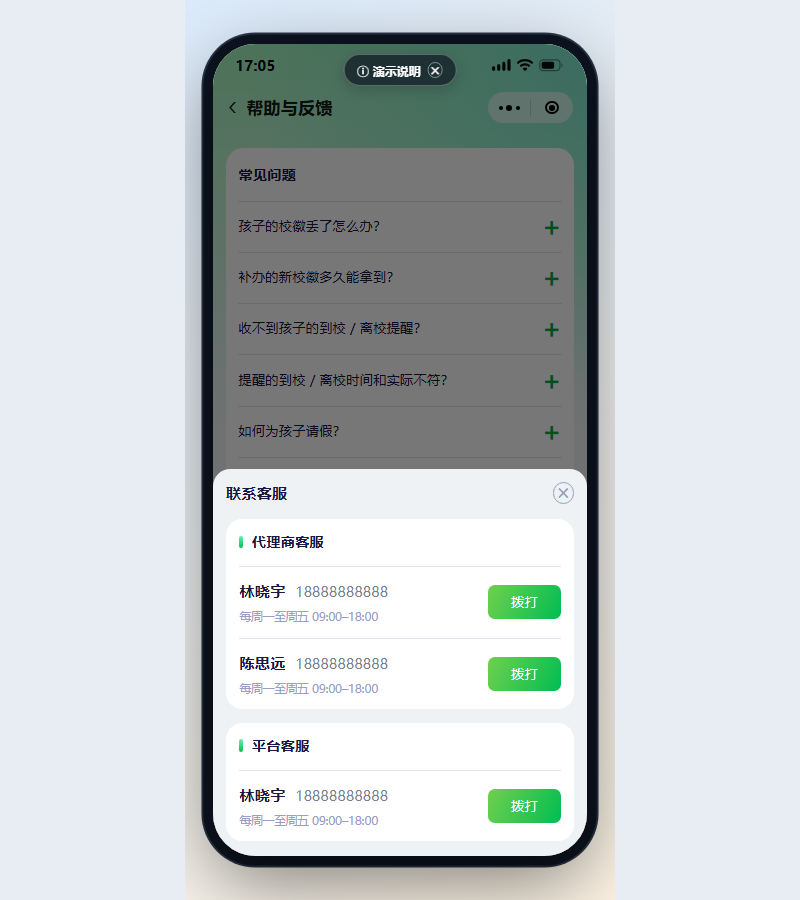 17:05
演示说明
帮助与反馈
常见问题
孩子的校徽丢了怎么办?
补办的新校徽多久能拿到?
收不到孩子的到校 / 离校提醒?
提醒的到校 / 离校时间和实际不符?
如何为孩子请假?
联系客服
代理商客服
林晓宇 18888888888
每周一至周五 09:00–18:00
拨打
陈思远 18888888888
每周一至周五 09:00–18:00
拨打
平台客服
林晓宇 18888888888
每周一至周五 09:00–18:00
拨打